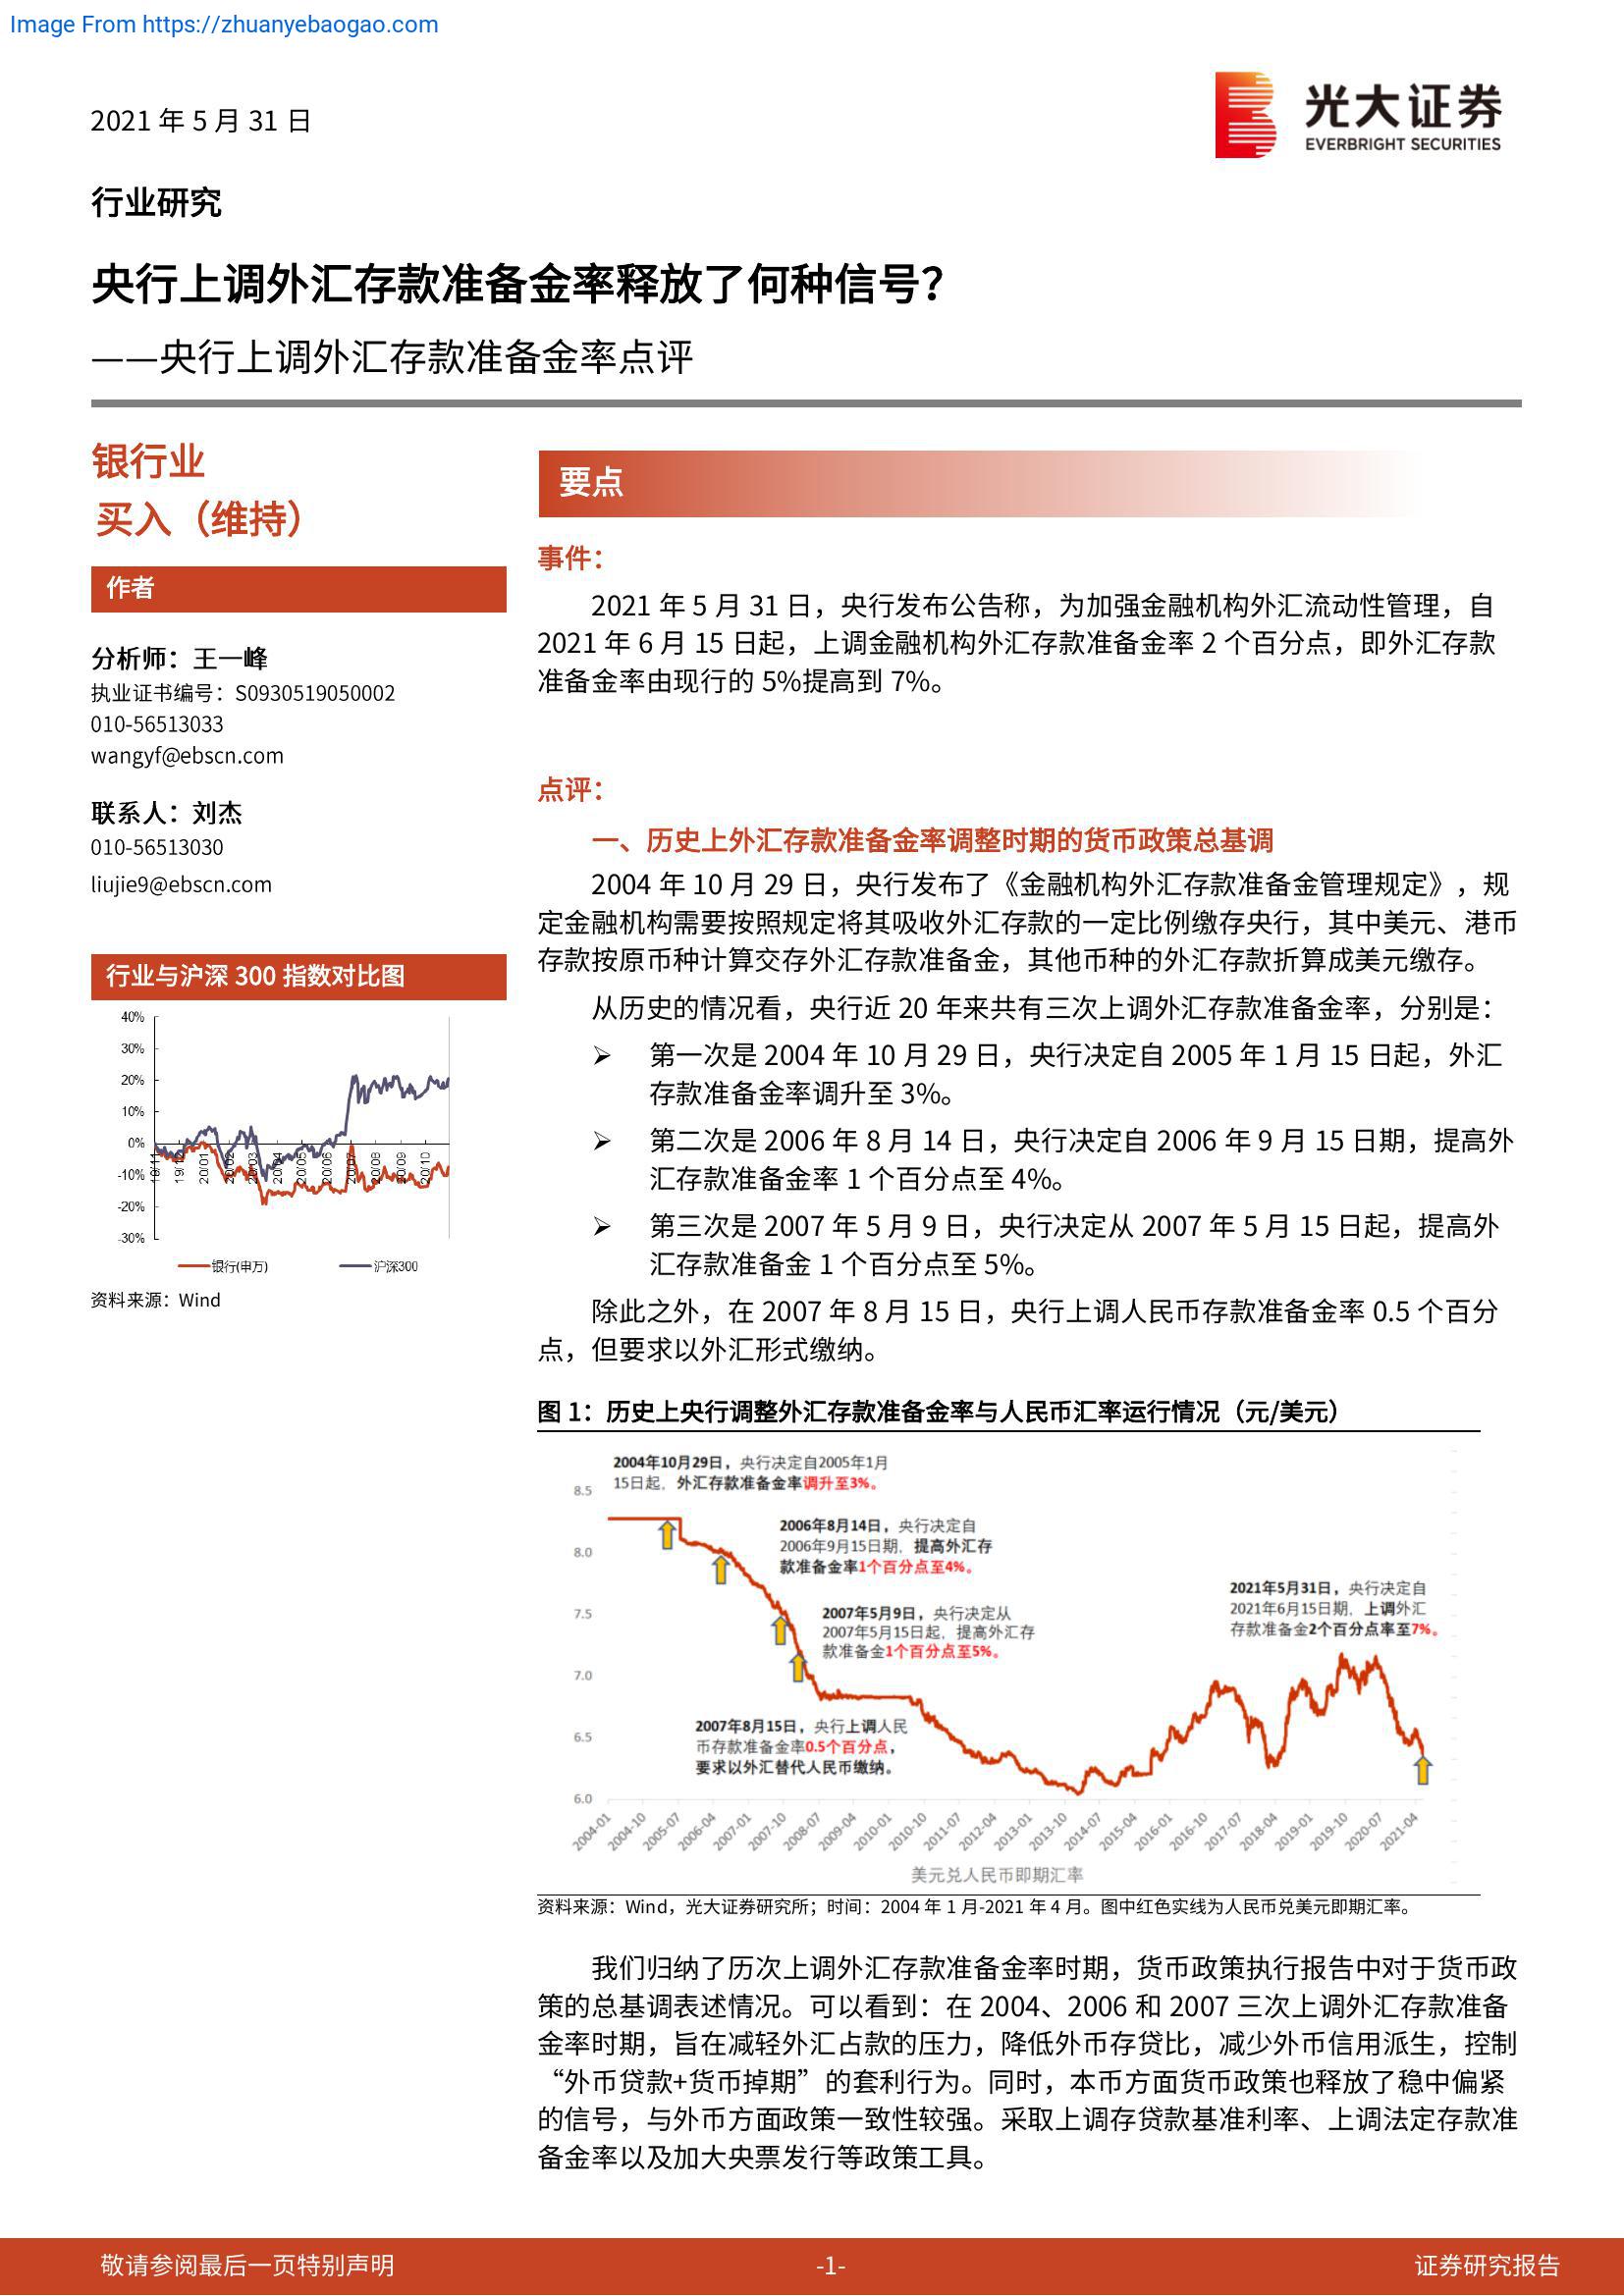 Image From https://zhuanyebaogao.com
2021 年 5 月 31 日
光大证券
EVERBRIGHT SECURITIES
行业研究
央行上调外汇存款准备金率释放了何种信号？
——央行上调外汇存款准备金率点评
银行业
买入（维持）
作者
分析师：王一峰
执业证书编号：S0930519050002
010-56513033
wangyf@ebscn.com
联系人：刘杰
010-56513030
liujie9@ebscn.com
行业与沪深 300 指数对比图
40%
30%
20%
10%
0%
-10%
-20%
-30%
19/12 20/01 20/02 20/03 20/04 20/05 20/06 20/07 20/08 20/09 20/10
银行(申万) 沪深300
资料来源：Wind
要点
事件：
2021 年 5 月 31 日，央行发布公告称，为加强金融机构外汇流动性管理，自
2021 年 6 月 15 日起，上调金融机构外汇存款准备金率 2 个百分点，即外汇存款
准备金率由现行的 5%提高到 7%。
点评：
一、历史上外汇存款准备金率调整时期的货币政策总基调
2004 年 10 月 29 日，央行发布了《金融机构外汇存款准备金管理规定》，规
定金融机构需要按照规定将其吸收外汇存款的一定比例缴存央行，其中美元、港币
存款按原币种计算交存外汇存款准备金，其他币种的外汇存款折算成美元缴存。
从历史的情况看，央行近 20 年来共有三次上调外汇存款准备金率，分别是：
➢ 第一次是 2004 年 10 月 29 日，央行决定自 2005 年 1 月 15 日起，外汇
存款准备金率调升至 3%。
➢ 第二次是 2006 年 8 月 14 日，央行决定自 2006 年 9 月 15 日期，提高外
汇存款准备金率 1 个百分点至 4%。
➢ 第三次是 2007 年 5 月 9 日，央行决定从 2007 年 5 月 15 日起，提高外
汇存款准备金 1 个百分点至 5%。
除此之外，在 2007 年 8 月 15 日，央行上调人民币存款准备金率 0.5 个百分
点，但要求以外汇形式缴纳。
图 1：历史上央行调整外汇存款准备金率与人民币汇率运行情况（元/美元）
2004年10月29日，央行决定自2005年1月
15日起，外汇存款准备金率调升至3%。
2006年8月14日，央行决定自
2006年9月15日期，提高外汇存
款准备金率1个百分点至4%。
2007年5月9日，央行决定从
2007年5月15日起，提高外汇存
款准备金1个百分点至5%。
2021年5月31日，央行决定自
2021年6月15日期，上调外汇
存款准备金2个百分点率至7%。
2007年8月15日，央行上调人民
币存款准备金率0.5个百分点，
要求以外汇替代人民币缴纳。
8.5
8.0
7.5
7.0
6.5
6.0
2004-01 2004-10 2005-07 2006-04 2007-01 2007-10 2008-07 2009-04 2010-01 2010-10 2011-07 2012-04 2013-01 2013-10 2014-07 2015-04 2016-01 2016-10 2017-07 2018-04 2019-01 2019-10 2020-07 2021-04
美元兑人民币即期汇率
资料来源：Wind，光大证券研究所；时间：2004 年 1 月-2021 年 4 月。图中红色实线为人民币兑美元即期汇率。
我们归纳了历次上调外汇存款准备金率时期，货币政策执行报告中对于货币政
策的总基调表述情况。可以看到：在 2004、2006 和 2007 三次上调外汇存款准备
金率时期，旨在减轻外汇占款的压力，降低外币存贷比，减少外币信用派生，控制
“外币贷款+货币掉期”的套利行为。同时，本币方面货币政策也释放了稳中偏紧
的信号，与外币方面政策一致性较强。采取上调存贷款基准利率、上调法定存款准
备金率以及加大央票发行等政策工具。
敬请参阅最后一页特别声明
-1-
证券研究报告